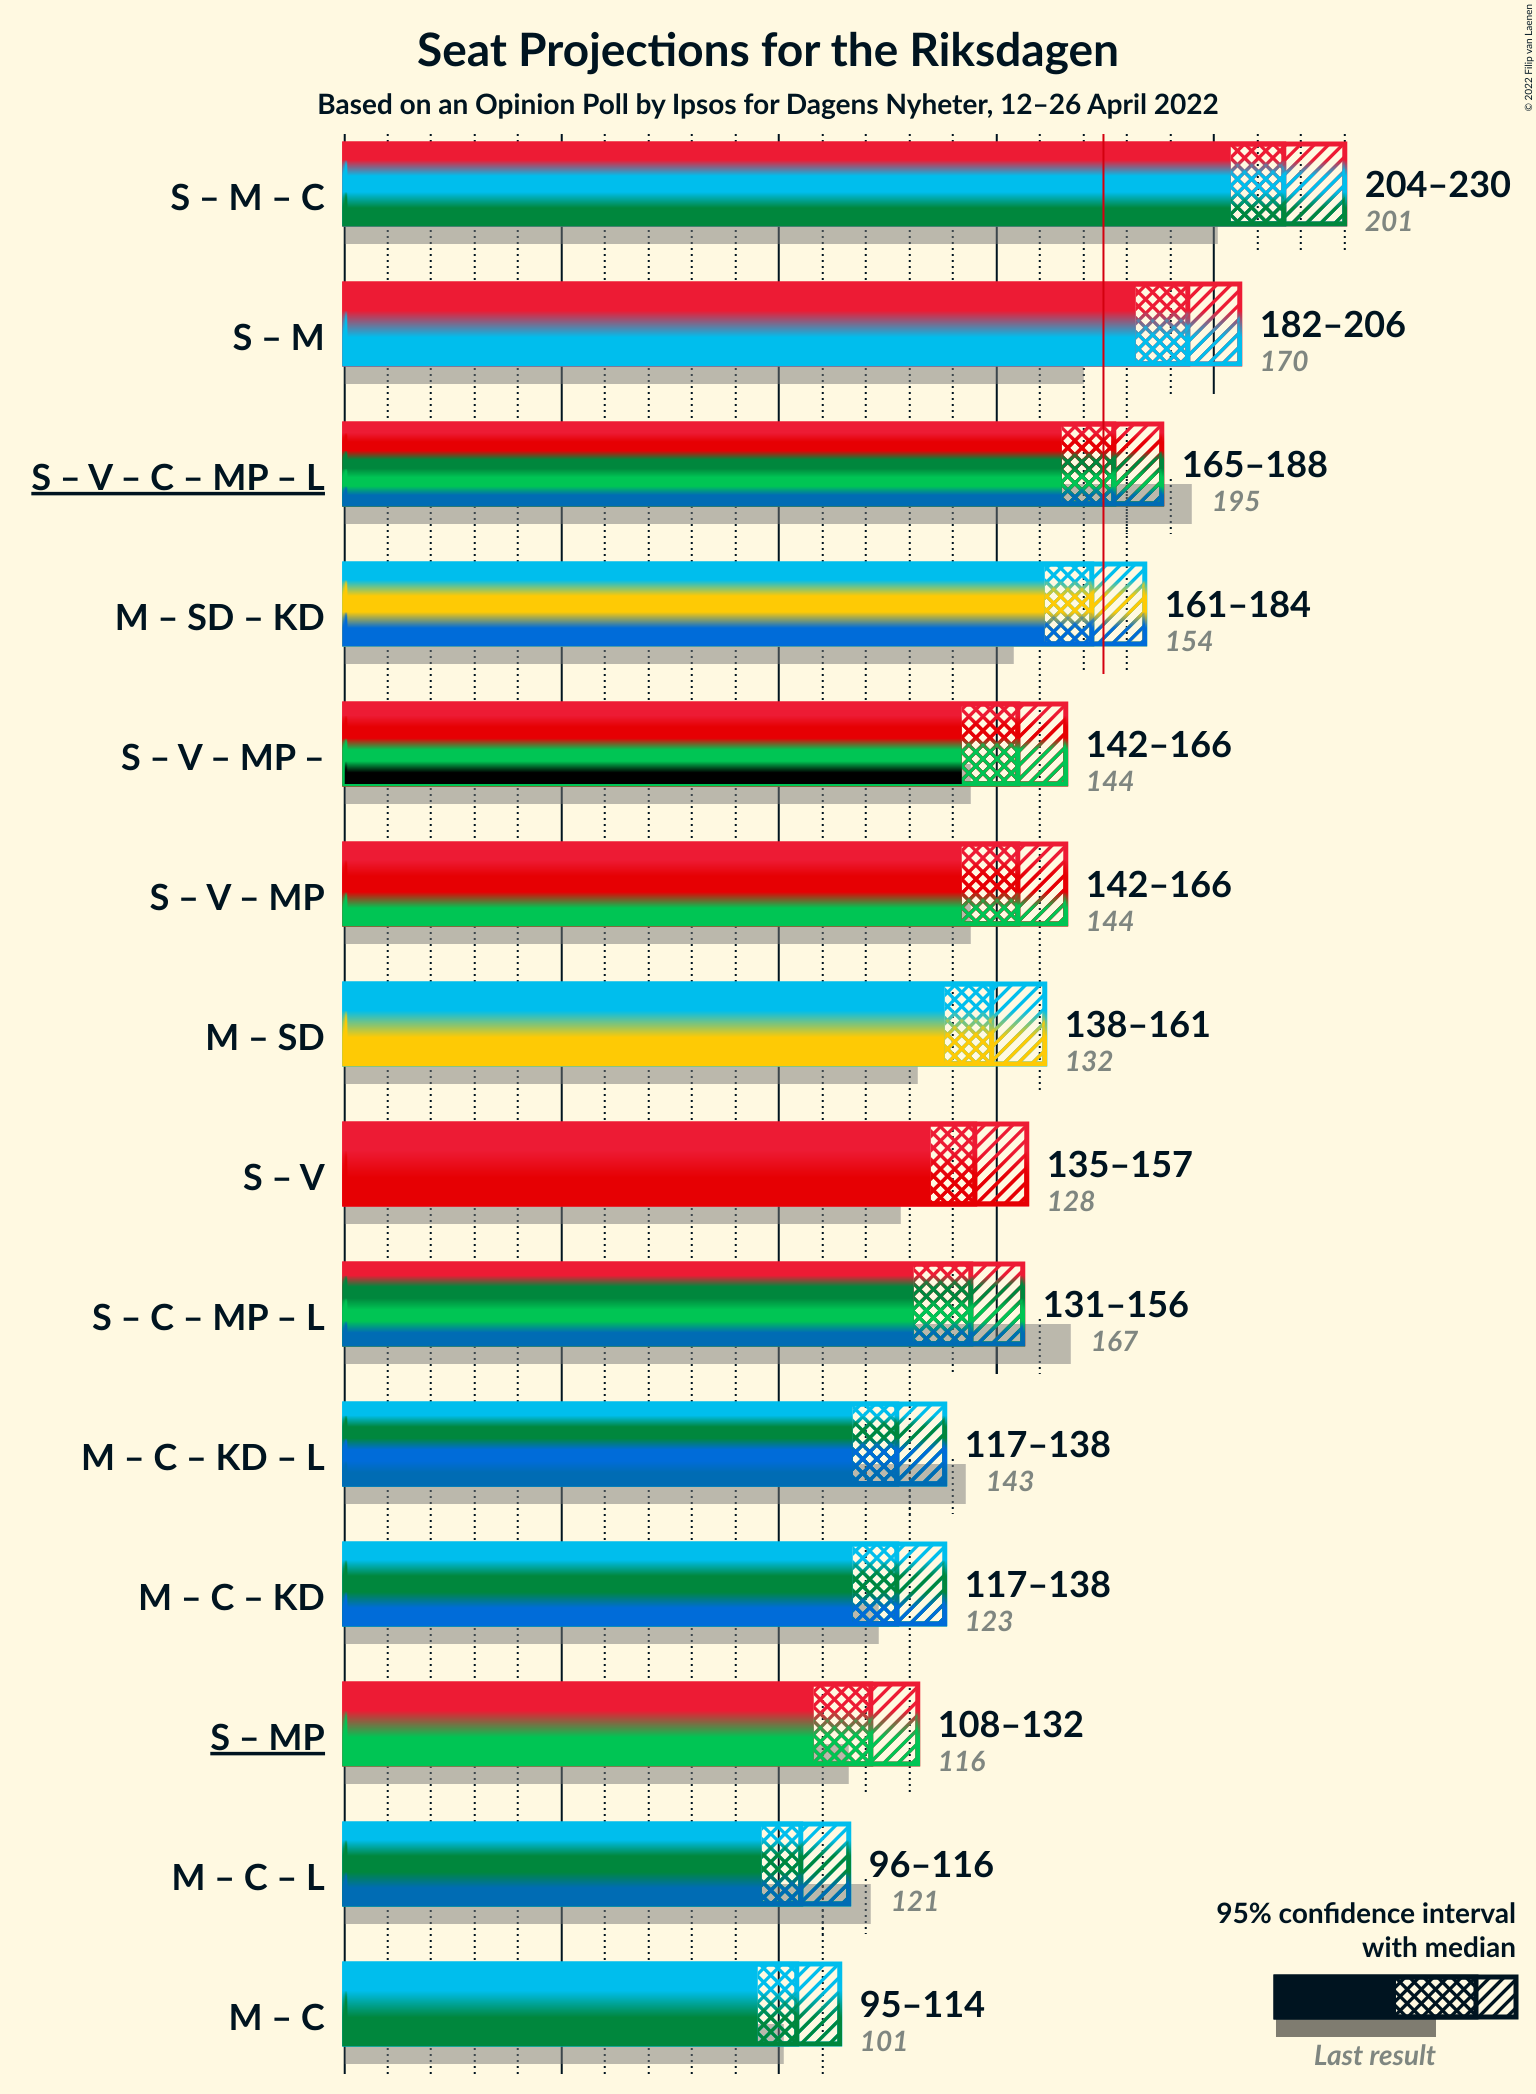 Seat Projections for the Riksdagen
Based on an Opinion Poll by Ipsos for Dagens Nyheter, 12–26 April 2022
© 2022 Filip van Laenen
S – M – C
204–230
201
S – M
182–206
170
S – V – C – MP – L
165–188
195
M – SD – KD
161–184
154
S – V – MP –
142–166
144
S – V – MP
142–166
144
M – SD
138–161
132
S – V
135–157
128
S – C – MP – L
131–156
167
M – C – KD – L
117–138
143
M – C – KD
117–138
123
S – MP
108–132
116
M – C – L
96–116
121
M – C
95–114
101
95% confidence interval
with median
Last result